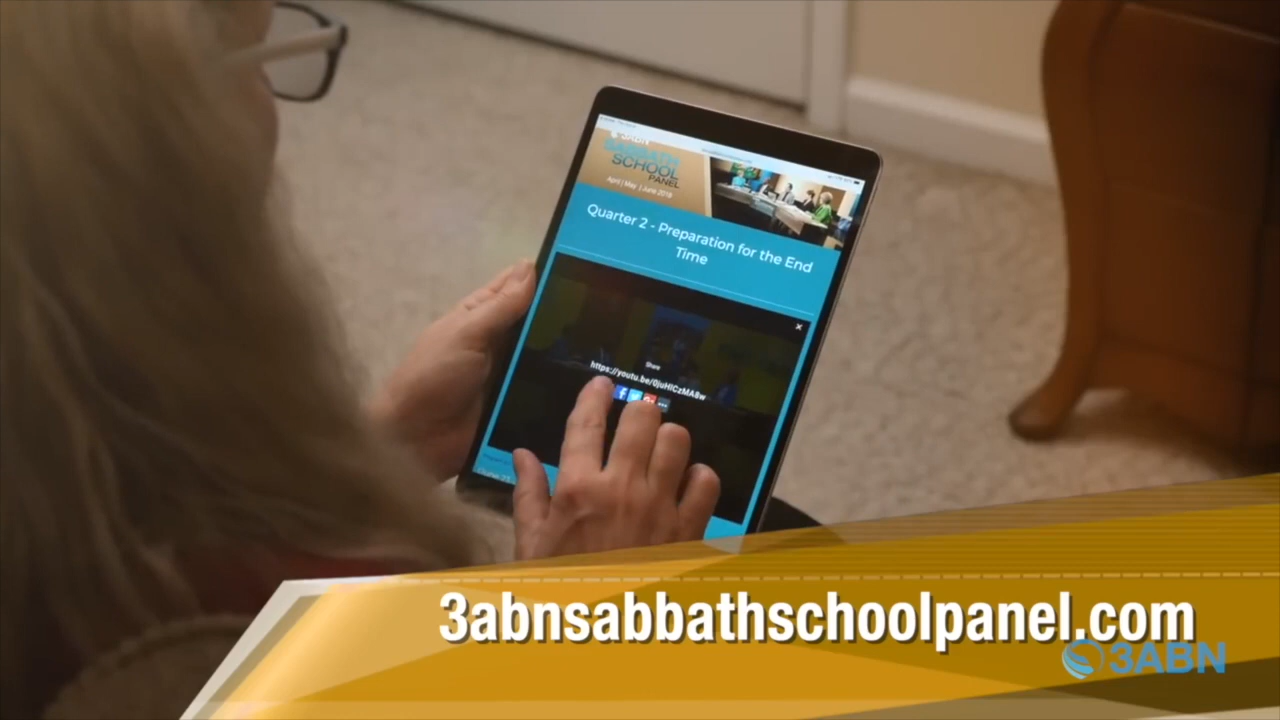 3ABN
SABBATH
SCHOOL
PANEL
April | May | June 2018
Quarter 2 - Preparation for the End
Time
Share
https://youtu.be/0juHlCzMA8w
3abnsabbathschoolpanel.com
3ABN